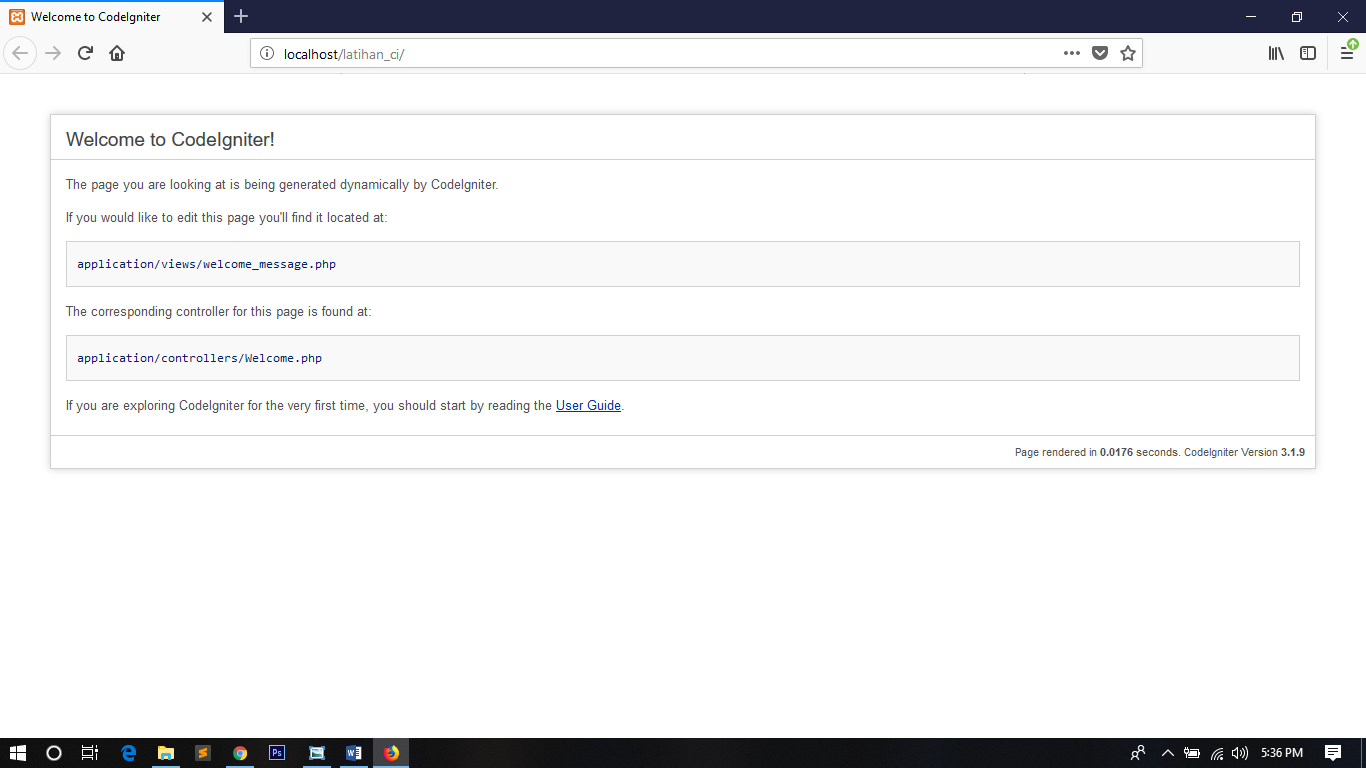 Welcome to CodeIgniter
localhost/latihan_ci/
Welcome to CodeIgniter!
The page you are looking at is being generated dynamically by CodeIgniter.
If you would like to edit this page you'll find it located at:
application/views/welcome_message.php
The corresponding controller for this page is found at:
application/controllers/Welcome.php
If you are exploring CodeIgniter for the very first time, you should start by reading the User Guide.
Page rendered in 0.0176 seconds. CodeIgniter Version 3.1.9
Ps
5:36 PM